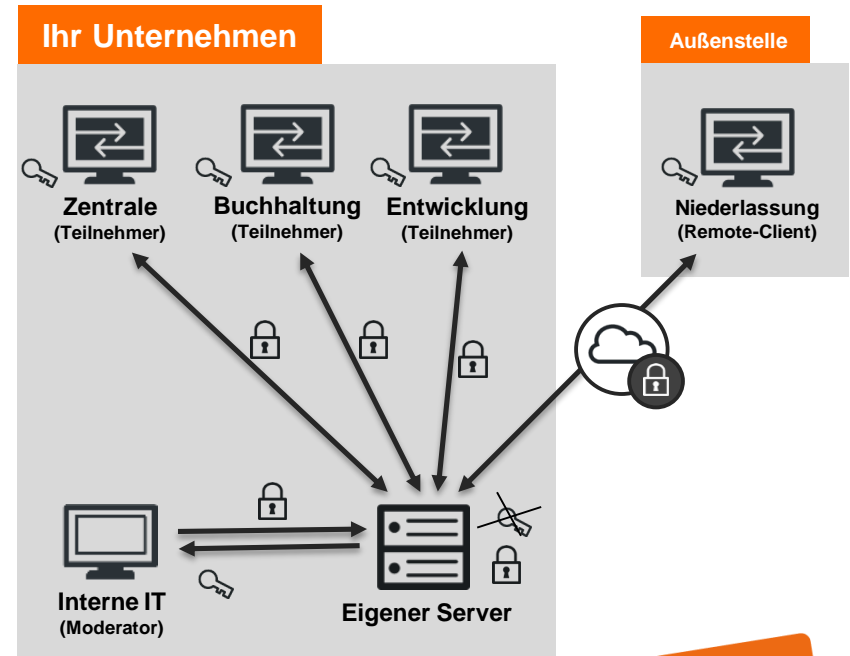 Ihr Unternehmen
Außenstelle
Zentrale
(Teilnehmer)
Buchhaltung
(Teilnehmer)
Entwicklung
(Teilnehmer)
Niederlassung
(Remote-Client)
Interne IT
(Moderator)
Eigener Server